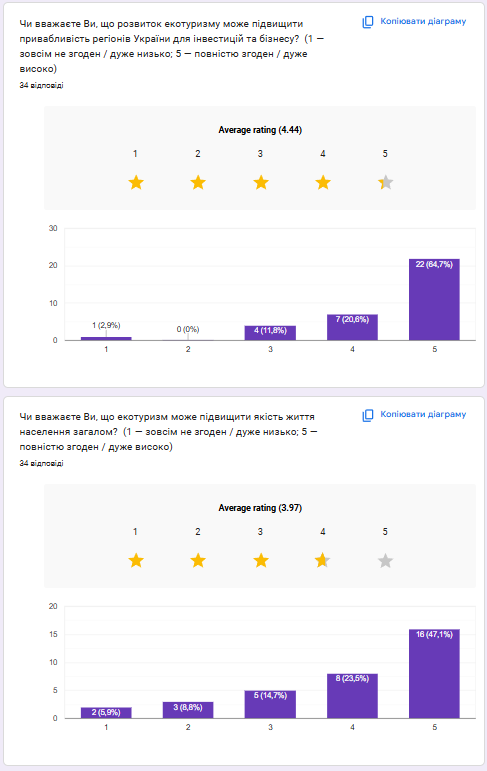 Чи вважаєте Ви, що розвиток екотуризму може підвищити
привабливість регіонів України для інвестицій та бізнесу?  (1 —
зовсім не згоден / дуже низько; 5 — повністю згоден / дуже
високо)
Копіювати діаграму
34 відповіді
Average rating (4.44)
1 2 3 4 5
30
20
10
0
1 (2,9%) 0 (0%) 4 (11,8%) 7 (20,6%) 22 (64,7%)
1 2 3 4 5
Чи вважаєте Ви, що екотуризм може підвищити якість життя
населення загалом?  (1 — зовсім не згоден / дуже низько; 5 —
повністю згоден / дуже високо)
Копіювати діаграму
34 відповіді
Average rating (3.97)
1 2 3 4 5
20
15
10
5
0
2 (5,9%) 3 (8,8%) 5 (14,7%) 8 (23,5%) 16 (47,1%)
1 2 3 4 5